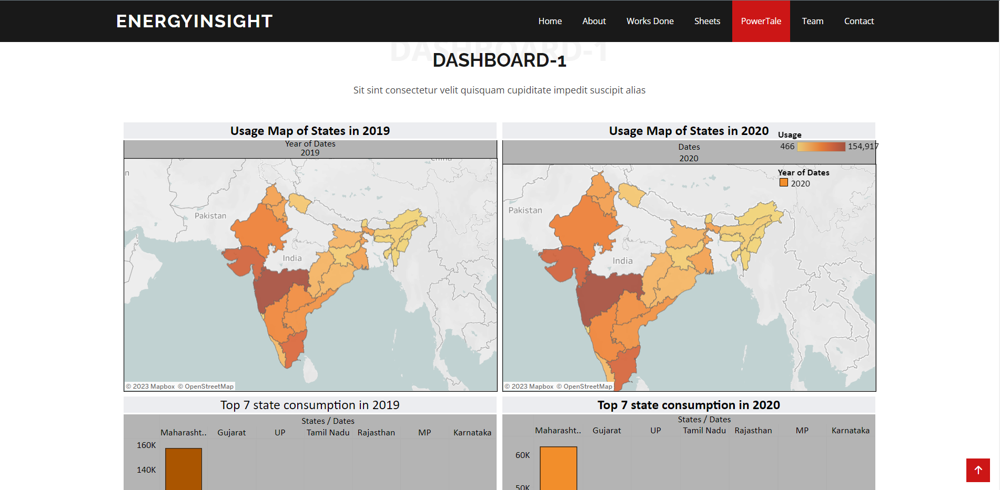 ENERGYINSIGHT
Home About Works Done Sheets PowerTale Team Contact
DASHBOARD-1
DASHBOARD-1
Sit sint consectetur velit quisquam cupiditate impedit suscipit alias
Usage Map of States in 2019
Year of Dates
2019
China
n
Pakistan
India
© 2023 Mapbox © OpenStreetMap
Usage Map of States in 2020
Usage
466 154,917
Dates
2020
Year of Dates
2020
Pakistan
India
© 2023 Mapbox © OpenStreetMap
Top 7 state consumption in 2019
States / Dates
Maharasht.. Gujarat UP Tamil Nadu Rajasthan MP Karnataka
160K
140K
Top 7 state consumption in 2020
States / Dates
Maharasht.. Gujarat UP Tamil Nadu Rajasthan MP Karnataka
60K
50K